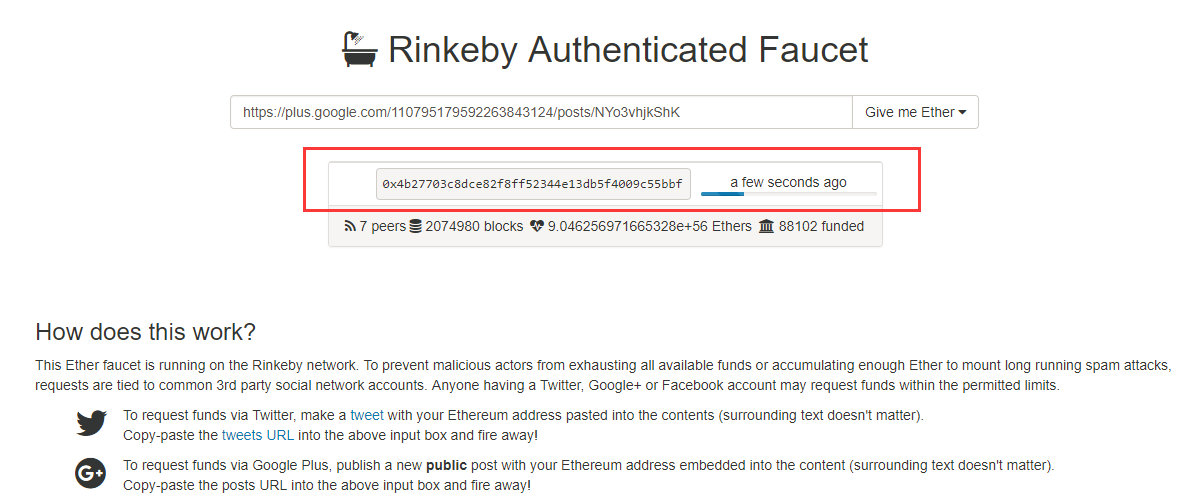 Rinkeby Authenticated Faucet
https://plus.google.com/110795179592263843124/posts/NYo3vhjkShK Give me Ether
0x4b27703c8dce82f8ff52344e13db5f4009c55bbf a few seconds ago
7 peers 2074980 blocks 9.046256971665328e+56 Ethers 88102 funded
How does this work?
This Ether faucet is running on the Rinkeby network. To prevent malicious actors from exhausting all available funds or accumulating enough Ether to mount long running spam attacks,
requests are tied to common 3rd party social network accounts. Anyone having a Twitter, Google+ or Facebook account may request funds within the permitted limits.
To request funds via Twitter, make a tweet with your Ethereum address pasted into the contents (surrounding text doesn't matter).
Copy-paste the tweets URL into the above input box and fire away!
G+ To request funds via Google Plus, publish a new public post with your Ethereum address embedded into the content (surrounding text doesn't matter).
Copy-paste the posts URL into the above input box and fire away!